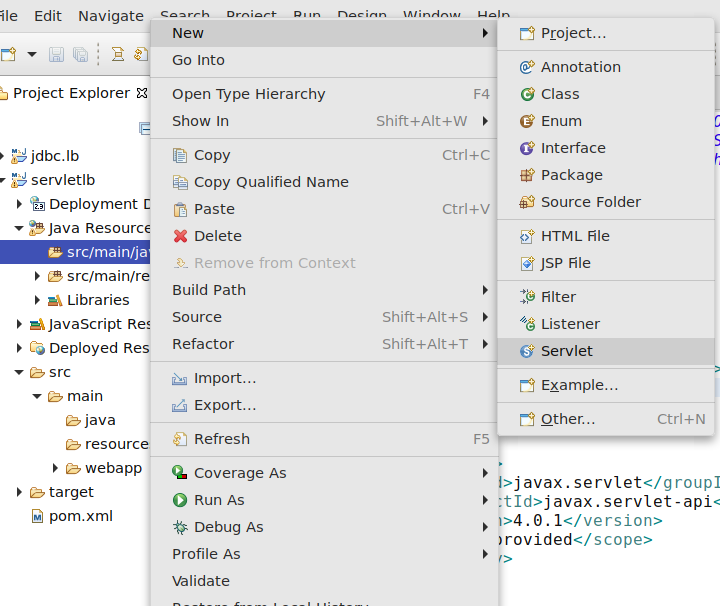 ile Edit Navigate Search Project Run Design Window Help
Project Explorer
jdbc.lb
servletlb
Deployment D
Java Resource
src/main/jav
src/main/re
Libraries
JavaScript Res
Deployed Res
src
main
java
resource
webapp
target
pom.xml
New
Go Into
Open Type Hierarchy F4
Show In Shift+Alt+W
Copy Ctrl+C
Copy Qualified Name
Paste Ctrl+V
Delete
Remove from Context
Build Path
Source Shift+Alt+S
Refactor Shift+Alt+T
Import...
Export...
Refresh F5
Coverage As
Run As
Debug As
Profile As
Validate
Restore from Local History...
Project...
Annotation
Class
Enum
Interface
Package
Source Folder
HTML File
JSP File
Filter
Listener
Servlet
Example...
Other... Ctrl+N
>
d>javax.servlet</groupI
ctId>javax.servlet-api<
n>4.0.1</version>
provided</scope>
y>